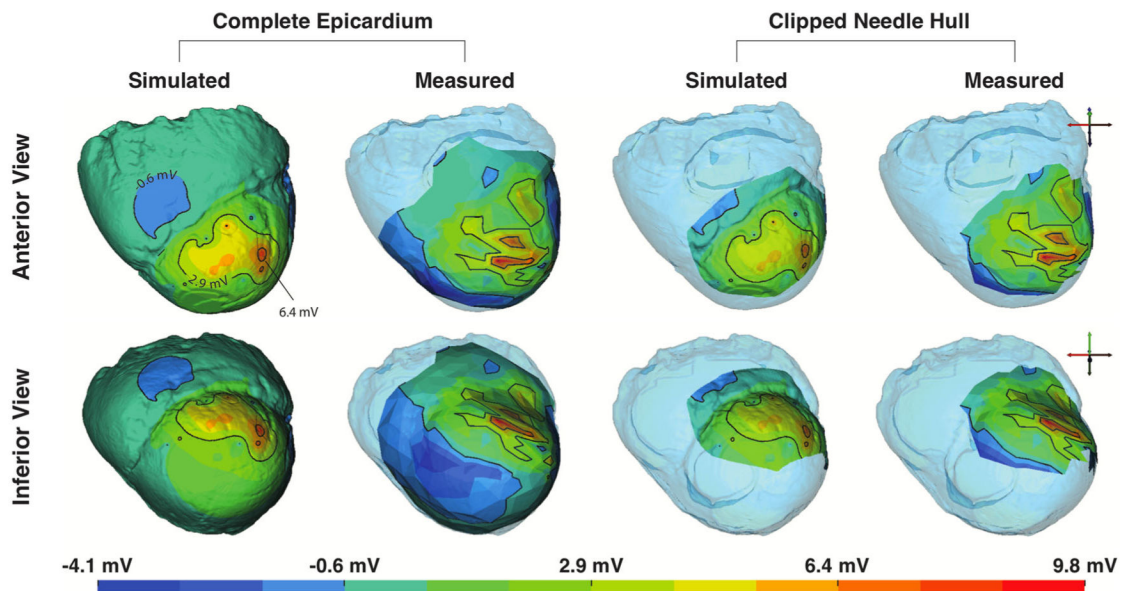 Complete Epicardium
Clipped Needle Hull
Simulated
Measured
Simulated
Measured
Anterior View
-0.6 mV
2.9 mV
6.4 mV
Inferior View
-4.1 mV
-0.6 mV
2.9 mV
6.4 mV
9.8 mV